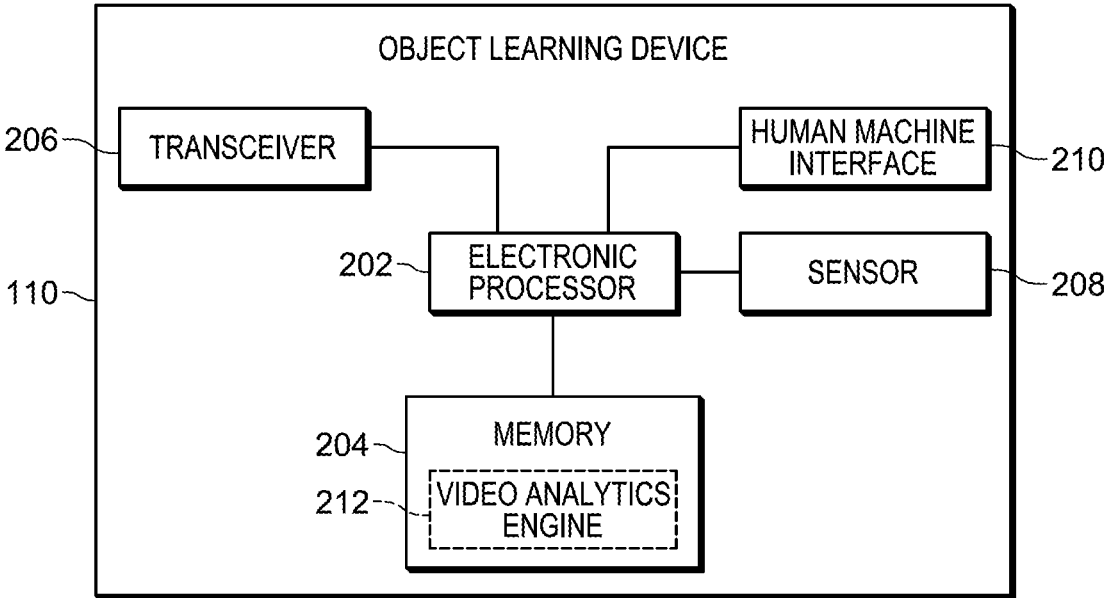 OBJECT LEARNING DEVICE
206
TRANSCEIVER
HUMAN MACHINE
INTERFACE
210
202
ELECTRONIC
PROCESSOR
SENSOR
208
110
204
MEMORY
212
VIDEO ANALYTICS
ENGINE